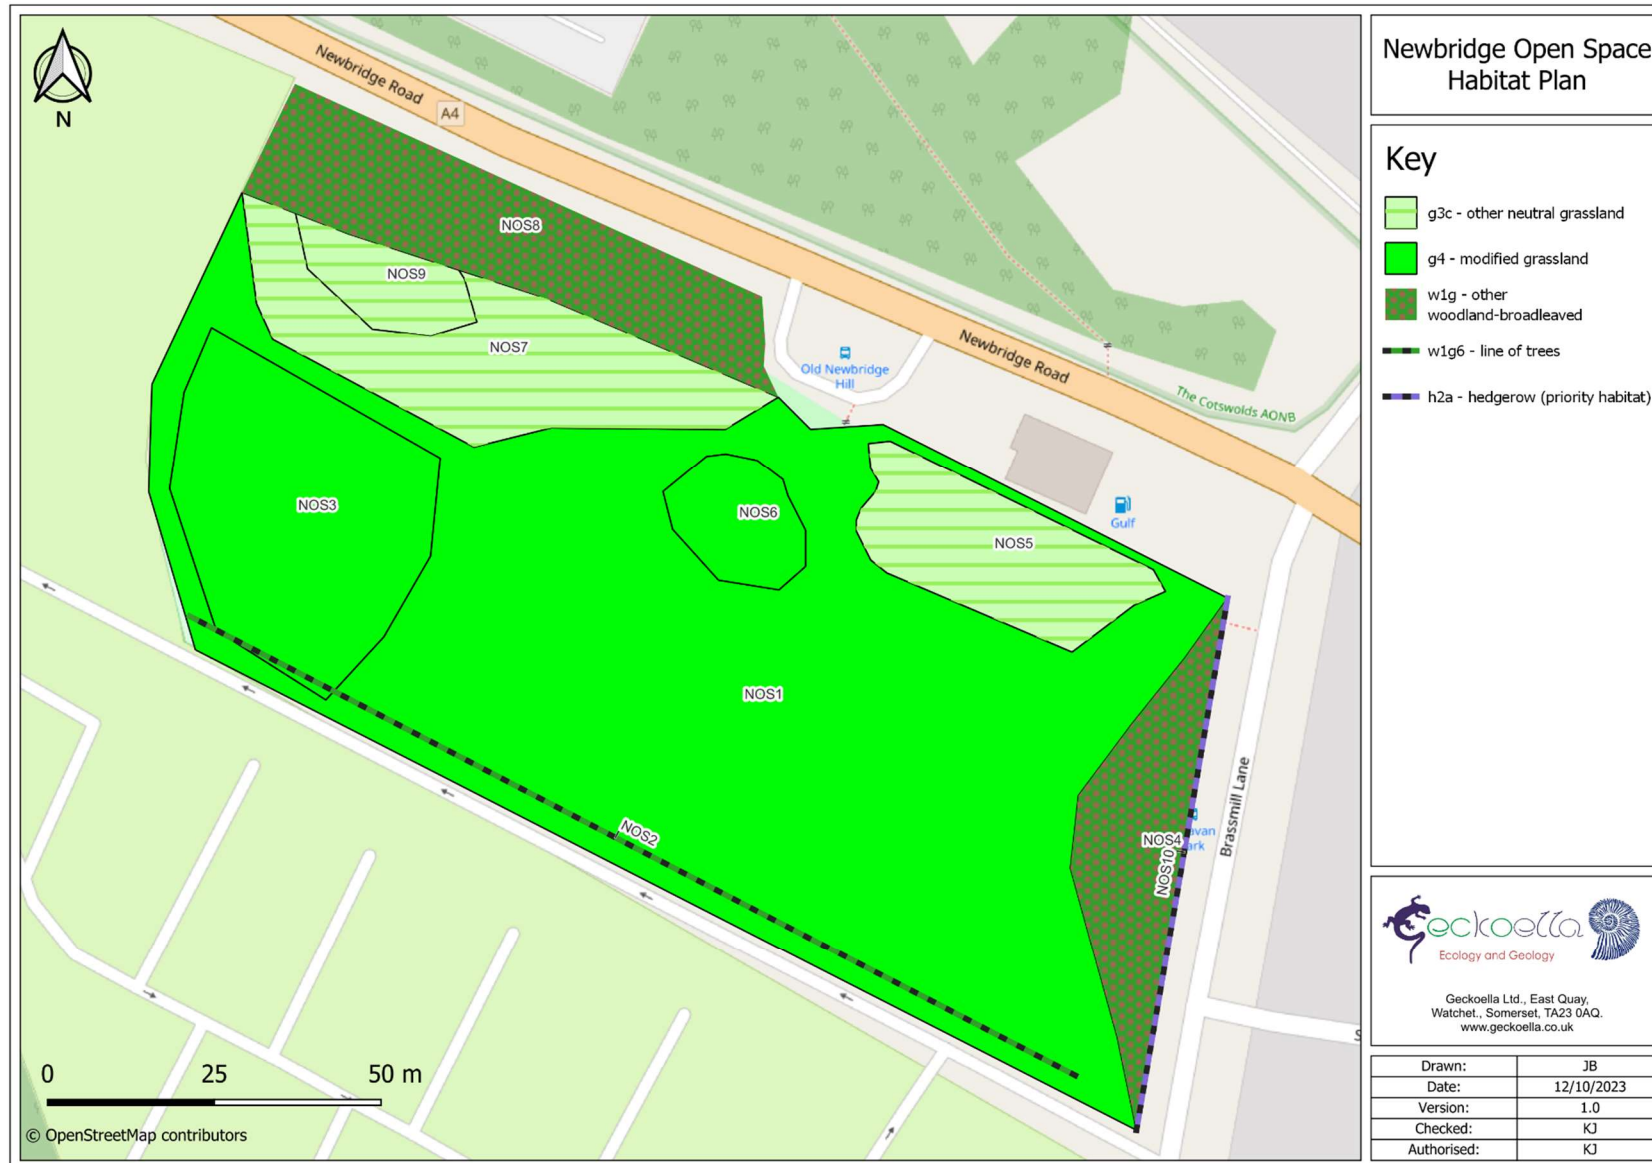 Newbridge Open Space
Habitat Plan
Key
g3c - other neutral grassland
g4 - modified grassland
w1g - other
woodland-broadleaved
w1g6 - line of trees
h2a - hedgerow (priority habitat)
N
Newbridge Road
A4
NOS8
NOS9
NOS7
Old Newbridge
Hill
Newbridge Road
The Cotswolds AONB
NOS3
NOS6
Gulf
NOS5
NOS1
NOS2
NOS4
NOS10
Brassmill Lane
0 25 50 m
© OpenStreetMap contributors
Geckoella
Ecology and Geology
Geckoella Ltd., East Quay,
Watchet., Somerset, TA23 0AQ.
www.geckoella.co.uk
Drawn: JB
Date: 12/10/2023
Version: 1.0
Checked: KJ
Authorised: KJ